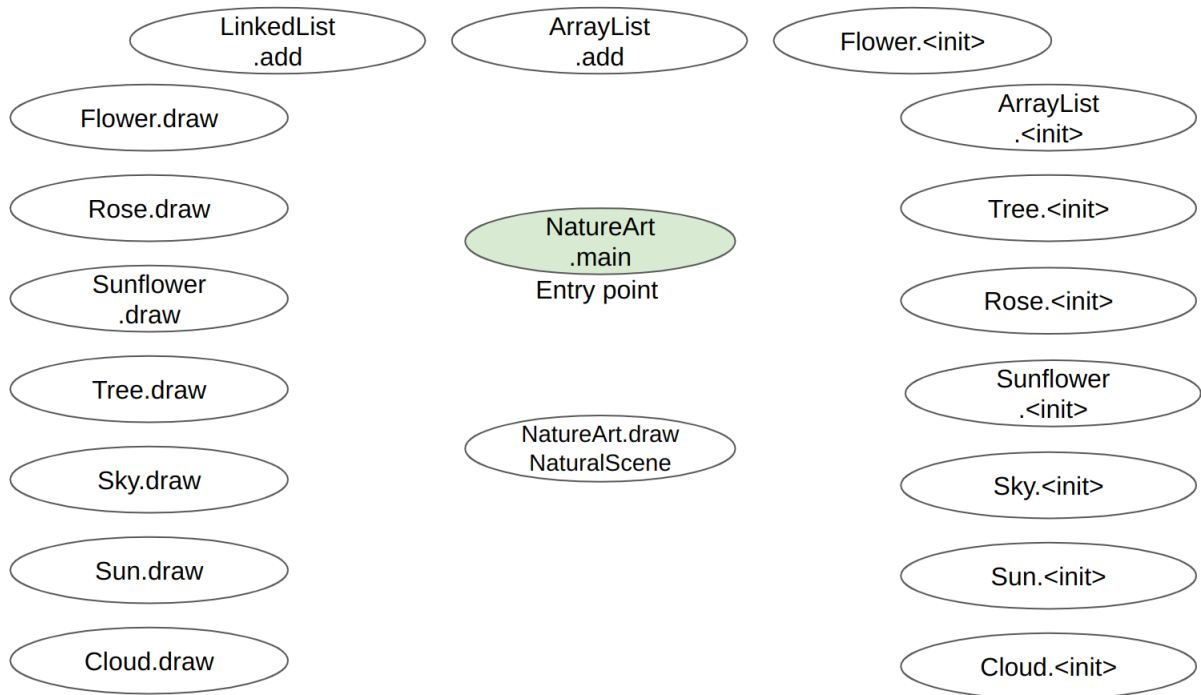 LinkedList
.add
ArrayList
.add
Flower.<init>
Flower.draw
ArrayList
.<init>
Rose.draw
NatureArt
.main
Entry point
Tree.<init>
Sunflower
.draw
Rose.<init>
Tree.draw
Sunflower
.<init>
NatureArt.draw
NaturalScene
Sky.draw
Sky.<init>
Sun.draw
Sun.<init>
Cloud.draw
Cloud.<init>